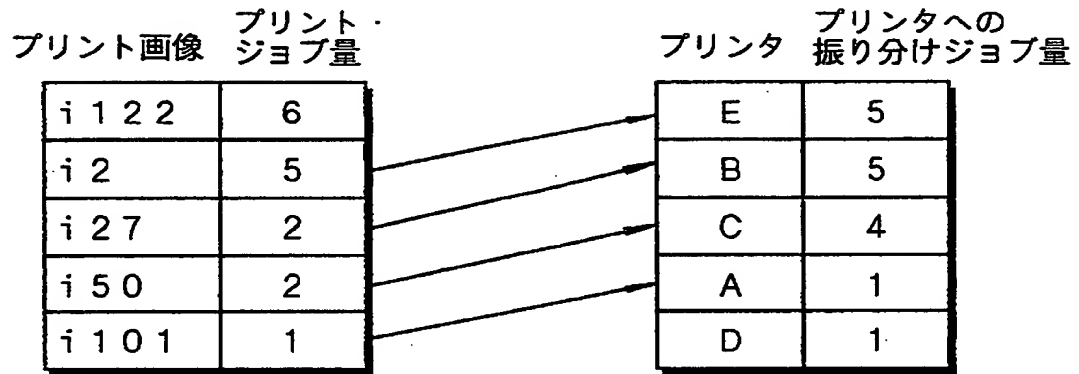 プリント画像 プリント ジョブ量
i122 6
i2 5
i27 2
i50 2
i101 1
プリンタ プリンタへの 振り分けジョブ量
E 5
B 5
C 4
A 1
D 1